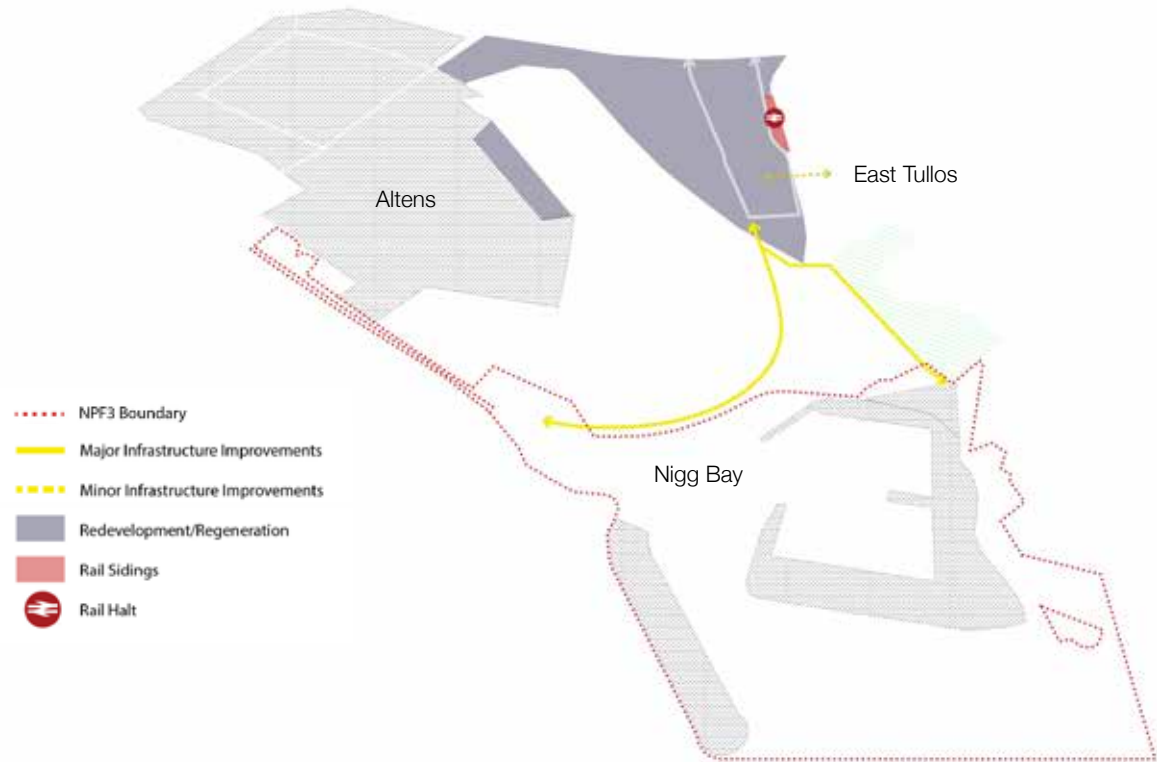 East Tullos
Altens
NPF3 Boundary
Major Infrastructure Improvements
Minor Infrastructure Improvements
Nigg Bay
Redevelopment/Regeneration
Rail Sidings
Rail Halt